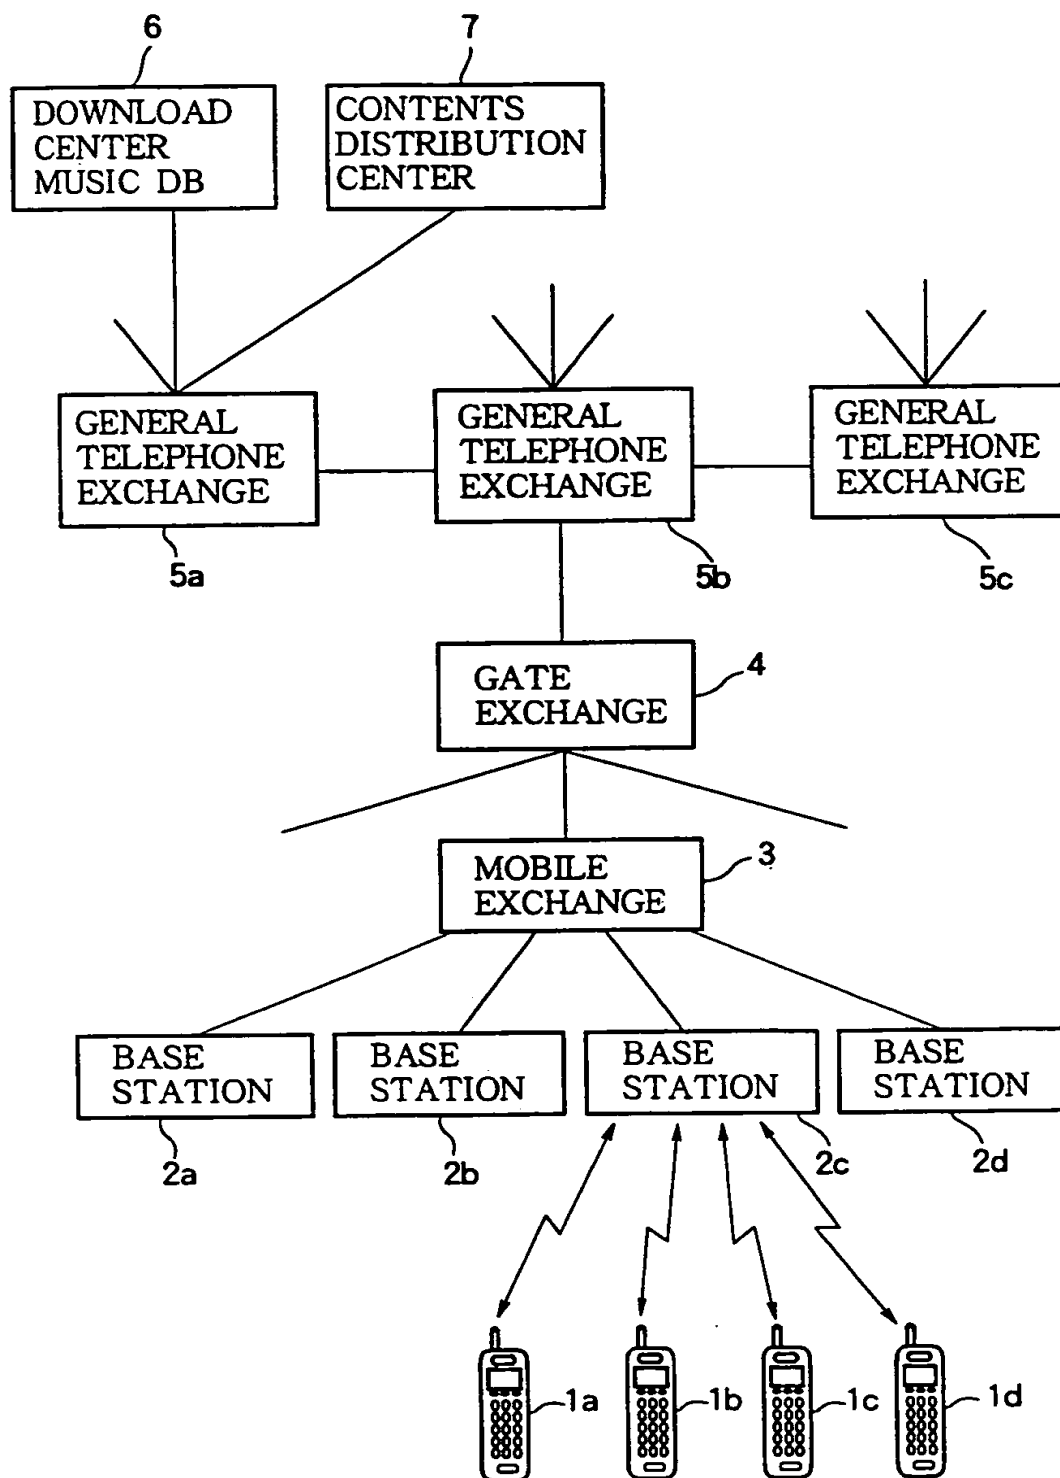 6
7
DOWNLOAD
CENTER
MUSIC DB
CONTENTS
DISTRIBUTION
CENTER
GENERAL
TELEPHONE
EXCHANGE
GENERAL
TELEPHONE
EXCHANGE
GENERAL
TELEPHONE
EXCHANGE
5a
5b
5c
GATE
EXCHANGE
4
MOBILE
EXCHANGE
3
BASE
STATION
BASE
STATION
BASE
STATION
BASE
STATION
2a
2b
2c
2d
1a
1b
1c
1d